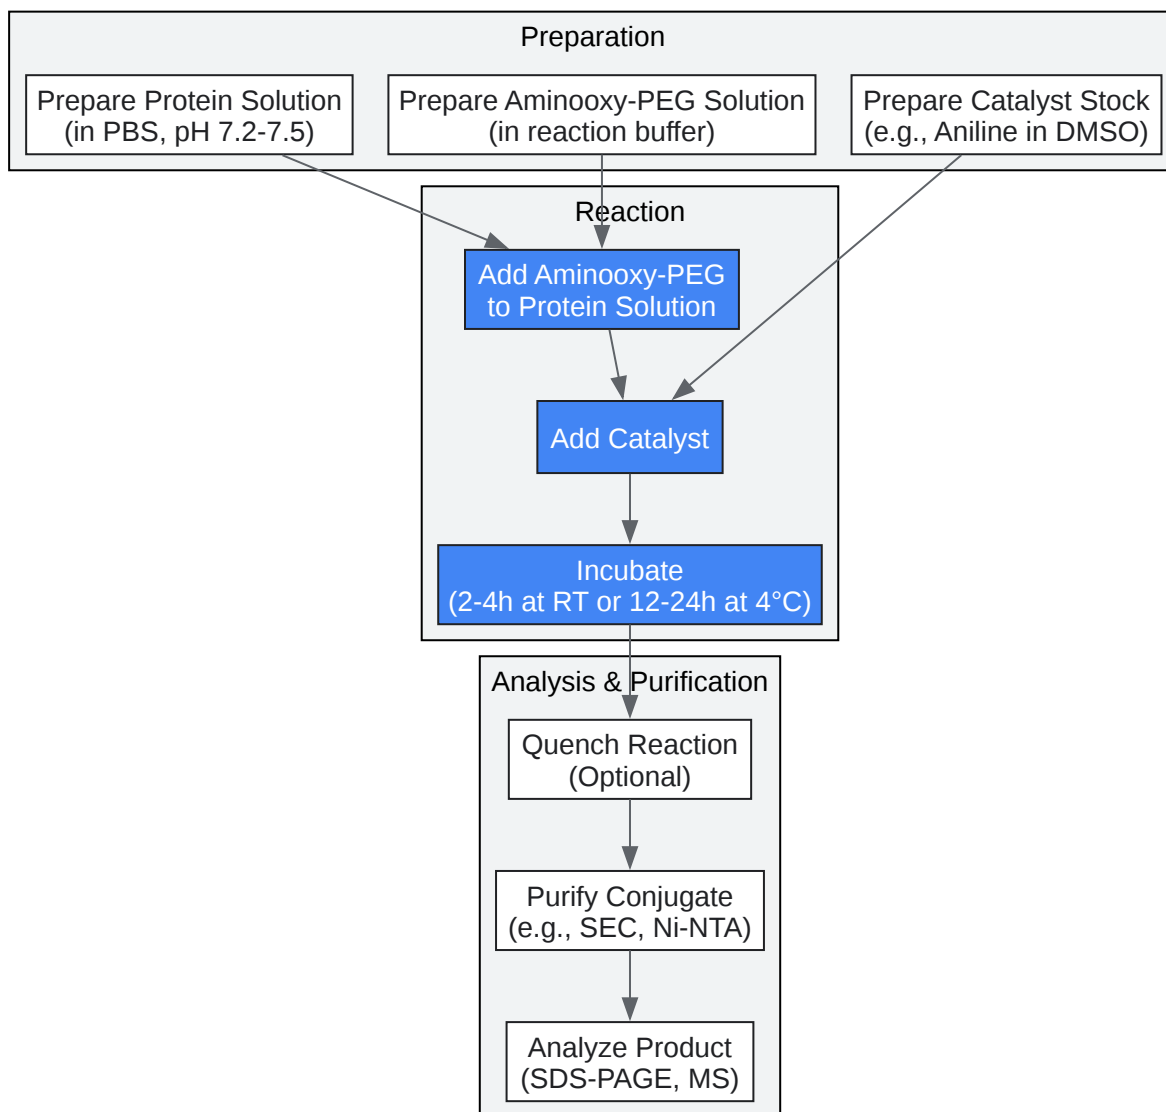 Preparation
Prepare Protein Solution
(in PBS, pH 7.2-7.5)
Prepare Aminooxy-PEG Solution
(in reaction buffer)
Prepare Catalyst Stock
(e.g., Aniline in DMSO)
Reaction
Add Aminooxy-PEG
to Protein Solution
Add Catalyst
Incubate
(2-4h at RT or 12-24h at 4°C)
Analysis & Purification
Quench Reaction
(Optional)
Purify Conjugate
(e.g., SEC, Ni-NTA)
Analyze Product
(SDS-PAGE, MS)